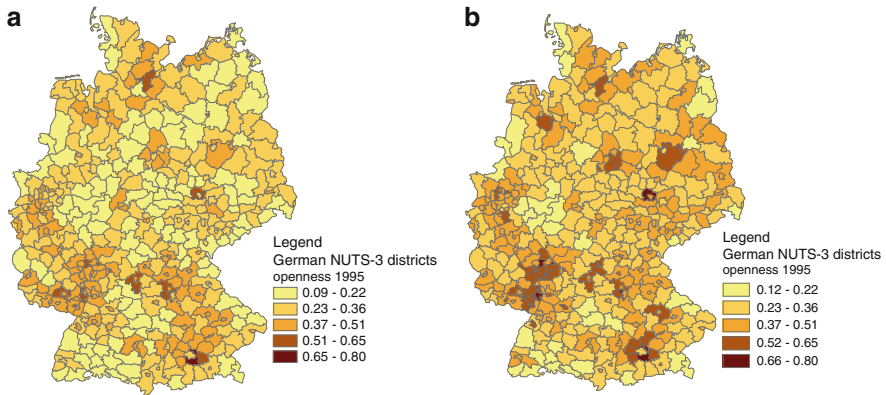 a
Legend
German NUTS-3 districts
openness 1995
0.09 - 0.22
0.23 - 0.36
0.37 - 0.51
0.51 - 0.65
0.65 - 0.80
b
Legend
German NUTS-3 districts
openness 1995
0.12 - 0.22
0.23 - 0.36
0.37 - 0.51
0.52 - 0.65
0.66 - 0.80